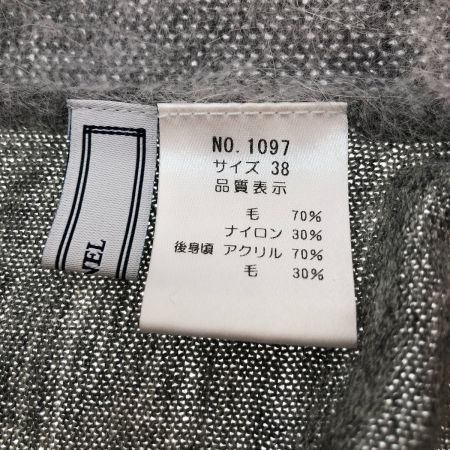 NO.1097
サイズ 38
品質表示
毛 70%
ナイロン 30%
後身頃 アクリル 70%
毛 30%